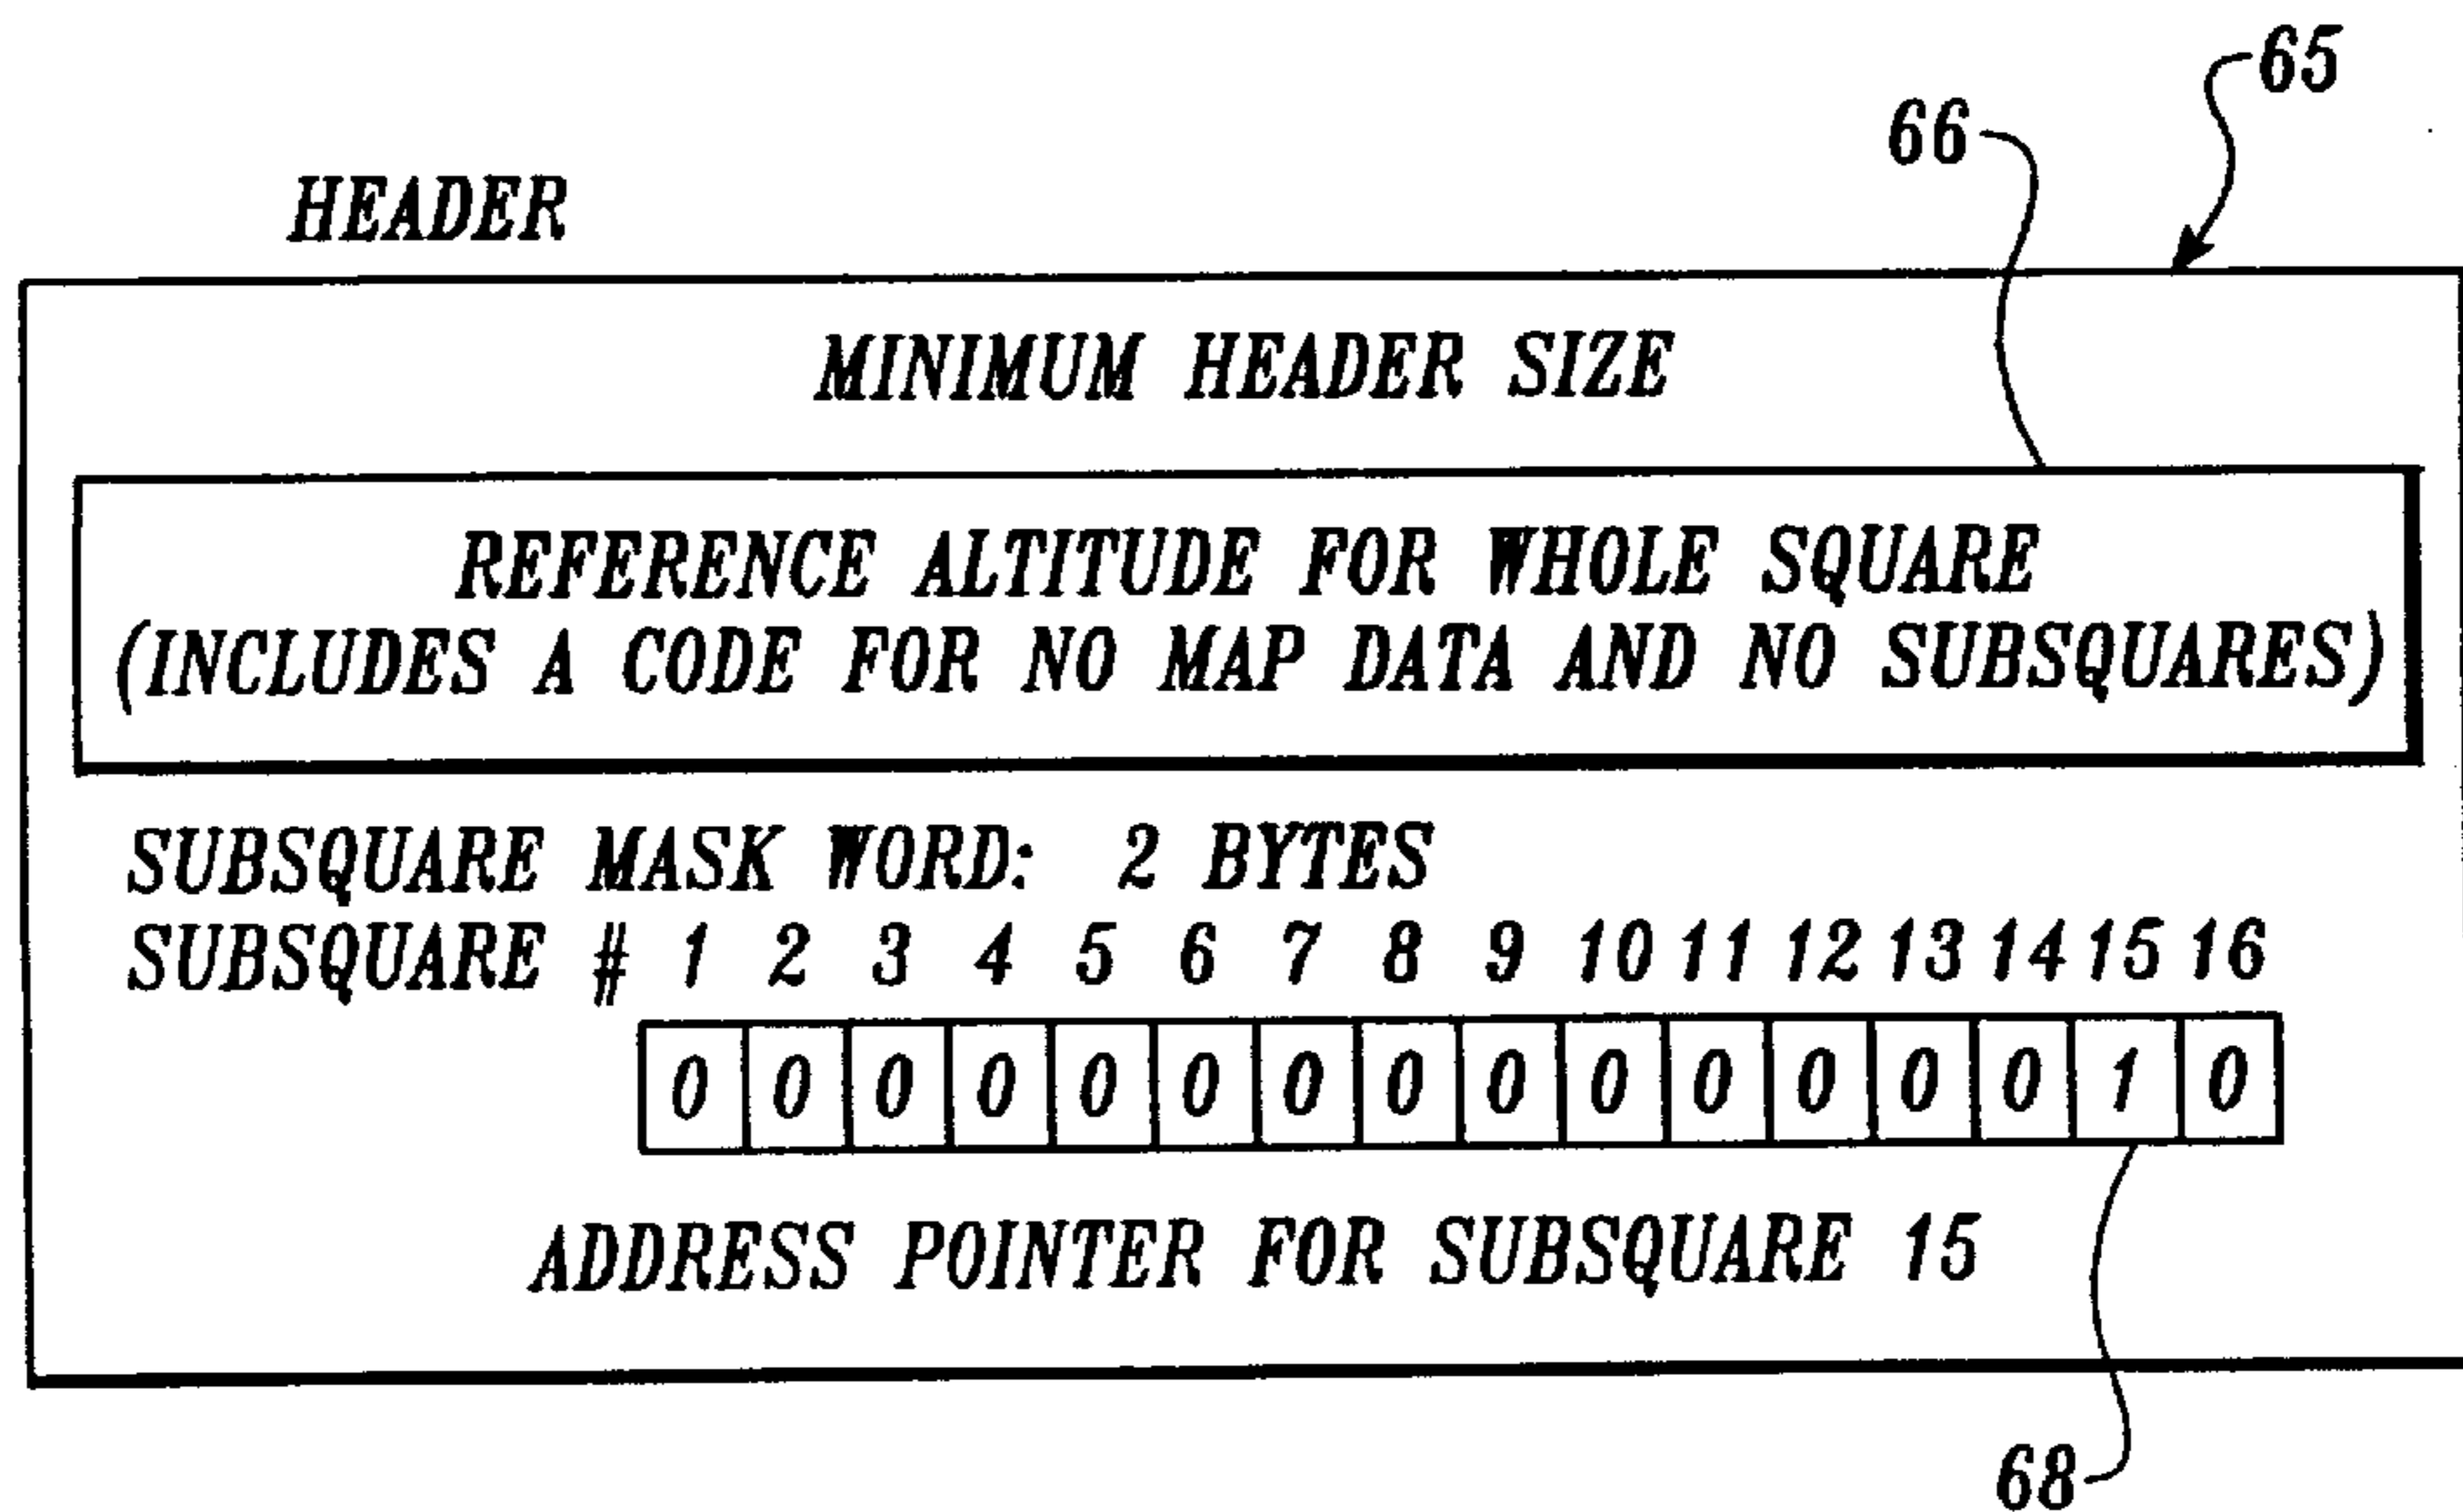 65
66
HEADER
MINIMUM HEADER SIZE
REFERENCE ALTITUDE FOR WHOLE SQUARE
(INCLUDES A CODE FOR NO MAP DATA AND NO SUBSQUARES)
SUBSQUARE MASK WORD: 2 BYTES
SUBSQUARE # 1 2 3 4 5 6 7 8 9 10 11 12 13 14 15 16
0 0 0 0 0 0 0 0 0 0 0 0 0 0 1 0
ADDRESS POINTER FOR SUBSQUARE 15
68